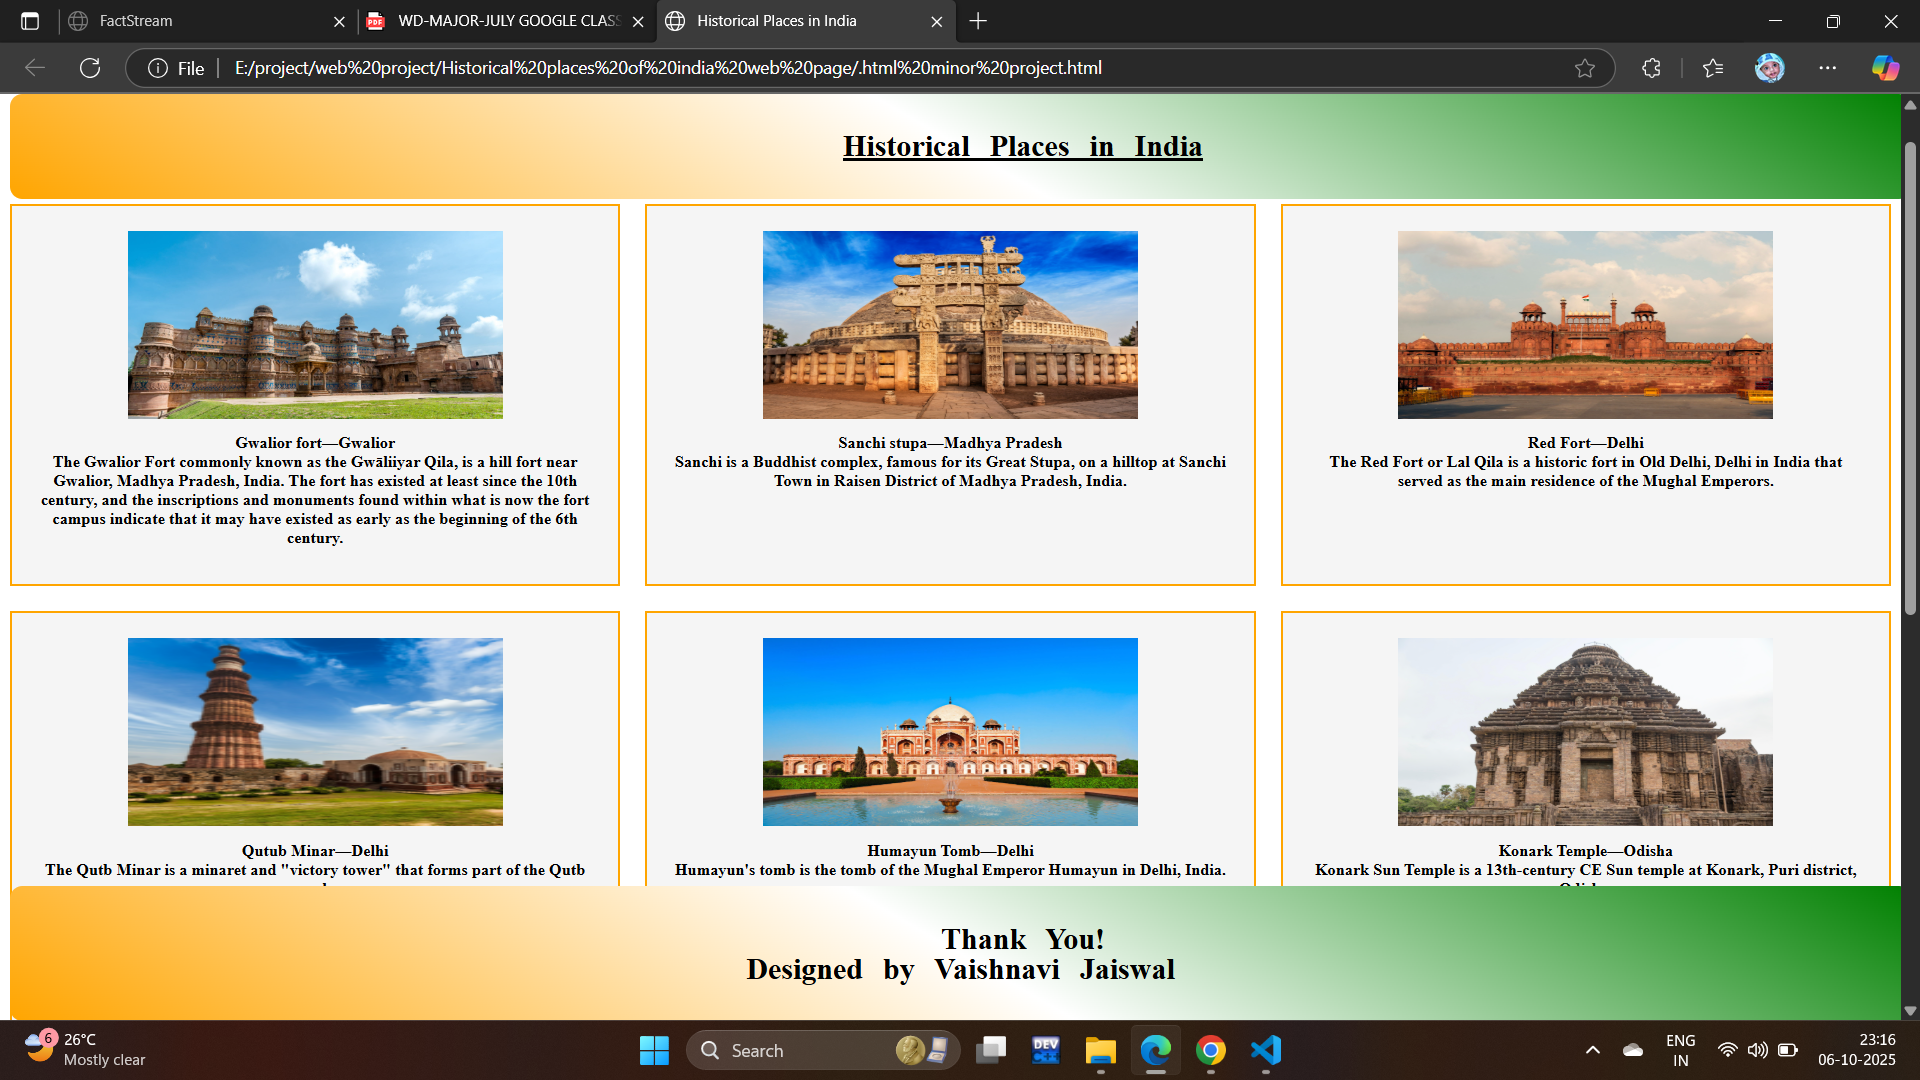 FactStream
WD-MAJOR-JULY GOOGLE CLAS
Historical Places in India
File
E:/project/web%20project/Historical%20places%20of%20india%20web%20page/.html%20minor%20project.html
Historical Places in India
Gwalior fort—Gwalior
The Gwalior Fort commonly known as the Gwāliiyar Qila, is a hill fort near
Gwalior, Madhya Pradesh, India. The fort has existed at least since the 10th
century, and the inscriptions and monuments found within what is now the fort
campus indicate that it may have existed as early as the beginning of the 6th
century.
Sanchi stupa—Madhya Pradesh
Sanchi is a Buddhist complex, famous for its Great Stupa, on a hilltop at Sanchi
Town in Raisen District of Madhya Pradesh, India.
Red Fort—Delhi
The Red Fort or Lal Qila is a historic fort in Old Delhi, Delhi in India that
served as the main residence of the Mughal Emperors.
Qutub Minar—Delhi
The Qutb Minar is a minaret and "victory tower" that forms part of the Qutb
Humayun Tomb—Delhi
Humayun's tomb is the tomb of the Mughal Emperor Humayun in Delhi, India.
Konark Temple—Odisha
Konark Sun Temple is a 13th-century CE Sun temple at Konark, Puri district,
Thank You!
Designed by Vaishnavi Jaiswal
6
26°C
Mostly clear
Search
DEV
C++
ENG
IN
23:16
06-10-2025